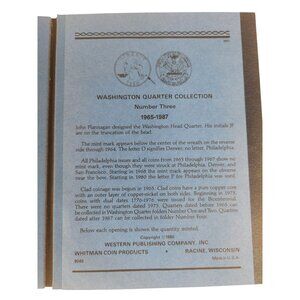 WASHINGTON QUARTER COLLECTION
Number Three
1965-1987
John Flannagan designed the Washington Head Quarter. His initials JF
are on the truncation of the head.
The mint mark appears below the center of the wreath on the reverse
side through 1964. The letter D signifies Denver, no letter, Philadelphia.
All Philadelphia issues and all coins from 1965 through 1967 show no
mint mark, even though they were struck at Philadelphia, Denver, and
San Francisco. Starting in 1968 the mint mark appears on the obverse
near the bow. Starting in 1980 the letter P is used for Philadelphia
Clad coinage was begun in 1965. Clad coins have a pure copper core
with an outer layer of copper-nickel on both sides. Beginning in 1975,
coins with dual dates 1776-1976 were issued for the Bicentennial.
There were no quarters dated 1975. Quarters dated before 1965 can
be collected in Washington Quarter folders Number One and Two. Quarters
dated after 1987 can be collected in folder Number Four.
Below each opening is shown the quantity minted.
WESTERN PUBLISHING COMPANY, INC.
WHITMAN COIN PRODUCTS • RACINE, WISCONSIN
Made in U.S.A.